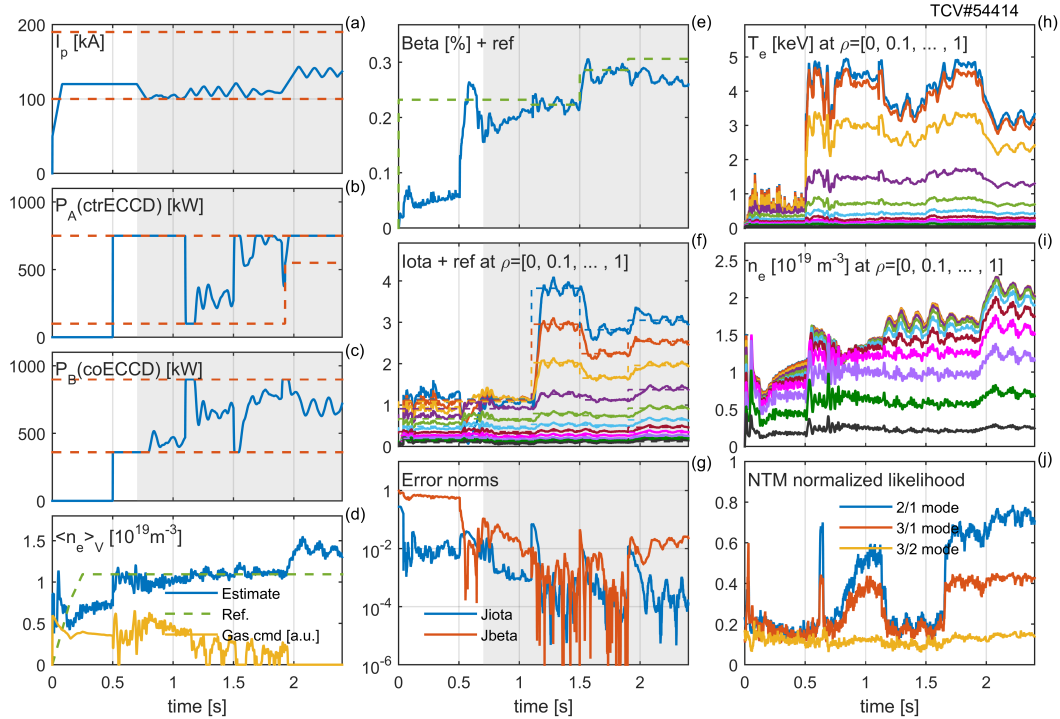 TCV#54414
(a)
I_p [kA]
200
100
0
(b)
P_A(ctrECCD) [kW]
1000
500
0
(c)
P_B(coECCD) [kW]
1000
500
0
(d)
<n_e>_V [10^19 m^-3]
1.5
1
0.5
0
Estimate
Ref.
Gas cmd [a.u.]
0 0.5 1 1.5 2
time [s]
(e)
Beta [%] + ref
0.3
0.2
0.1
0
(f)
Iota + ref at ρ=[0, 0.1, ... , 1]
4
3
2
1
0
(g)
Error norms
1
10^-2
10^-4
10^-6
Jiota
Jbeta
0 0.5 1 1.5 2
time [s]
(h)
T_e [keV] at ρ=[0, 0.1, ... , 1]
5
4
3
2
1
0
(i)
n_e [10^19 m^-3] at ρ=[0, 0.1, ... , 1]
2.5
2
1.5
1
0.5
0
(j)
NTM normalized likelihood
1
0.8
0.6
0.4
0.2
0
2/1 mode
3/1 mode
3/2 mode
0 0.5 1 1.5 2
time [s]